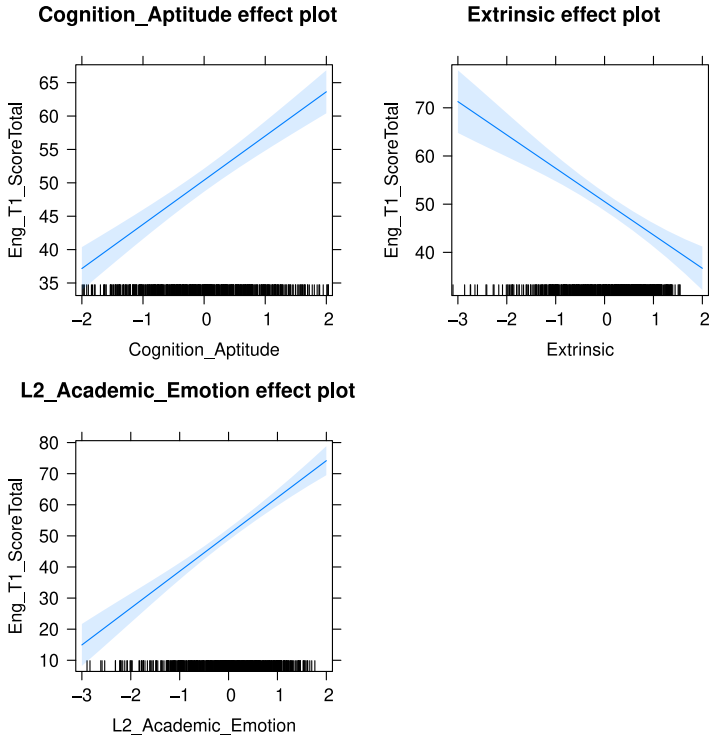 Cognition_Aptitude effect plot
Eng_T1_ScoreTotal
65
60
55
50
45
40
35
−2 −1 0 1 2
Cognition_Aptitude
Extrinsic effect plot
Eng_T1_ScoreTotal
70
60
50
40
−3 −2 −1 0 1 2
Extrinsic
L2_Academic_Emotion effect plot
Eng_T1_ScoreTotal
80
70
60
50
40
30
20
10
−3 −2 −1 0 1 2
L2_Academic_Emotion